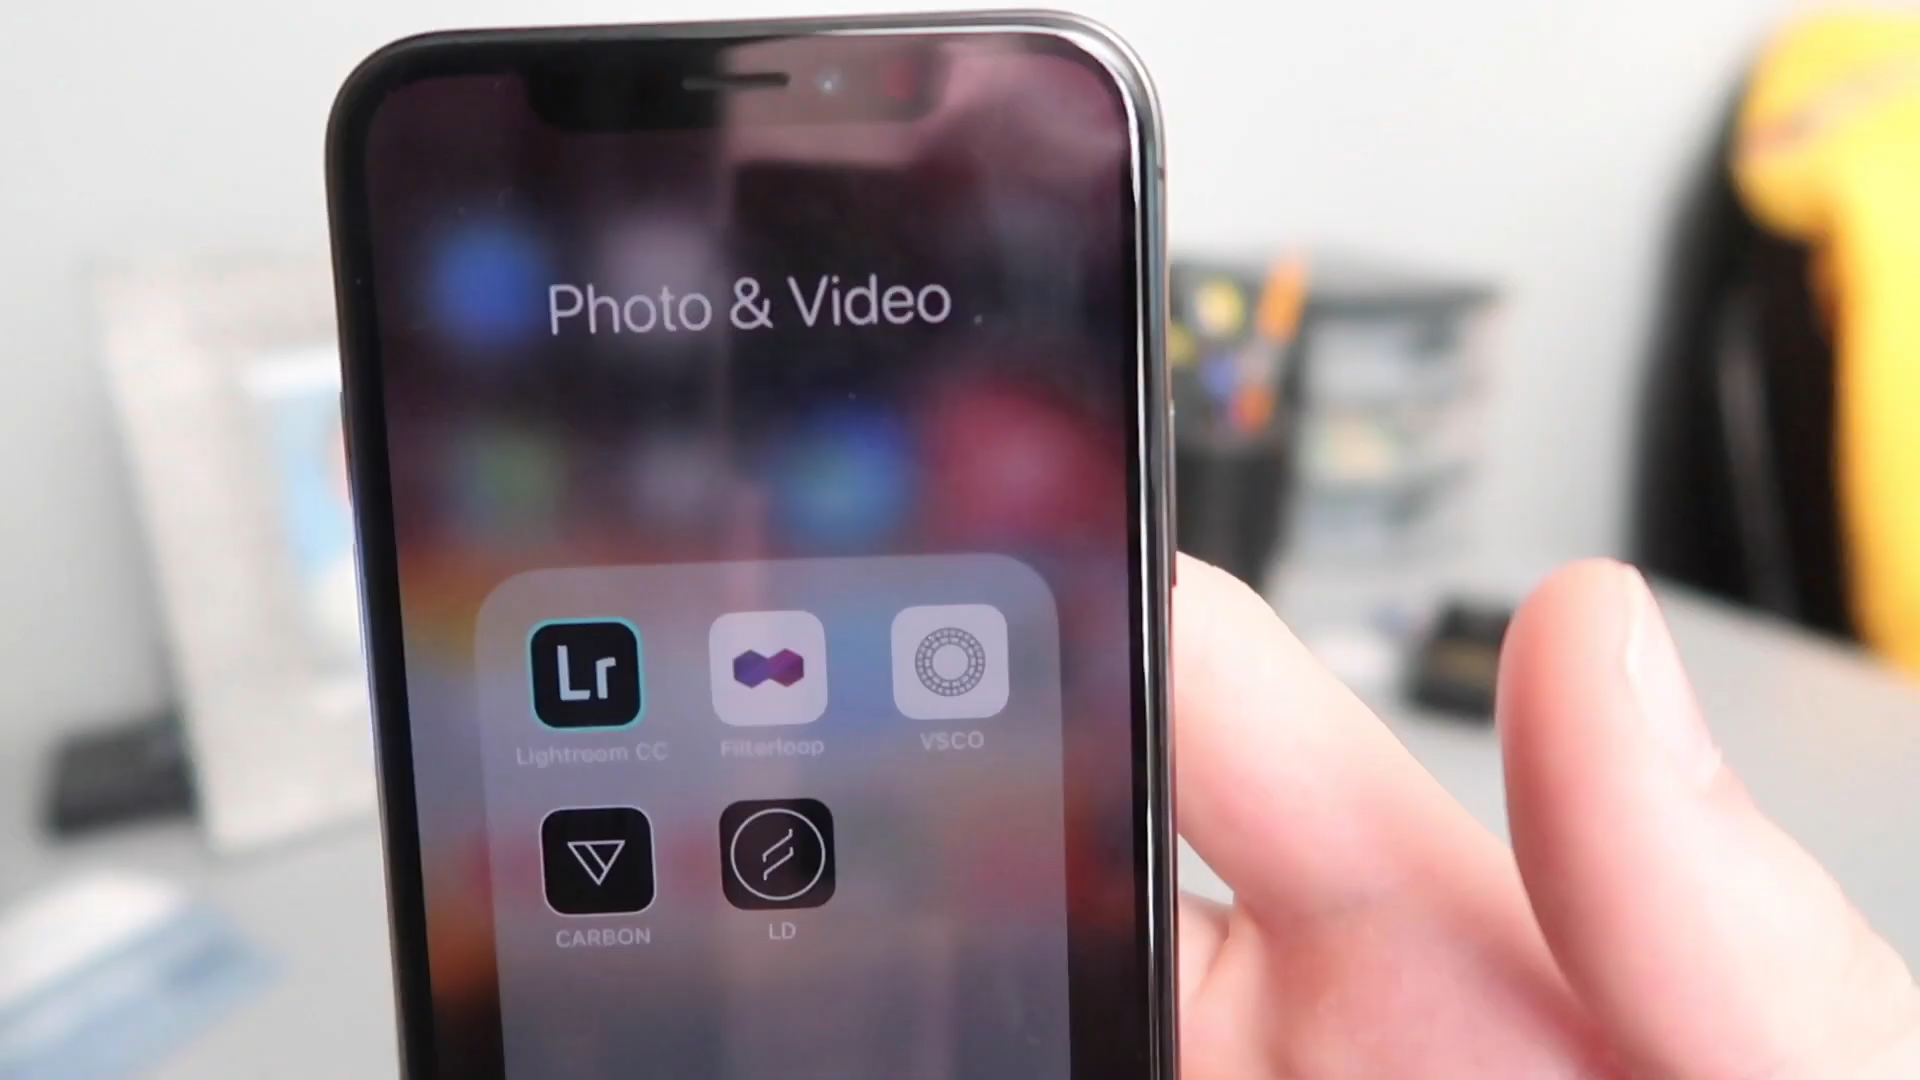 Photo & Video
Lr
Lightroom CC
Filterloop
VSCO
CARBON
LD